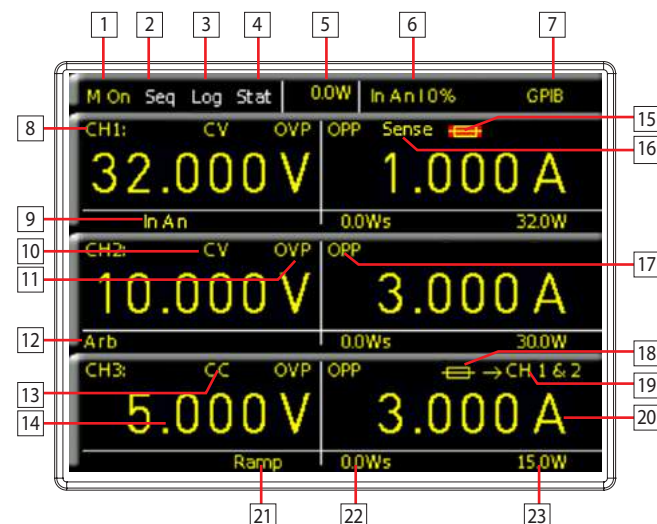 1 2 3 4 5 6 7
M On Seq Log Stat 0.0W In An I 0% GPIB
8 CH1: CV OVP OPP Sense 15
16
32.000 V 1.000 A
9 In An 0.0Ws 32.0W
10 CH2: CV OVP OPP 17
11
10.000 V 3.000 A
12 Arb 0.0Ws 30.0W
18
CH3: CC OVP OPP → CH 1 & 2 19
13
14 5.000 V 3.000 A 20
Ramp 0.0Ws 15.0W
21 22 23